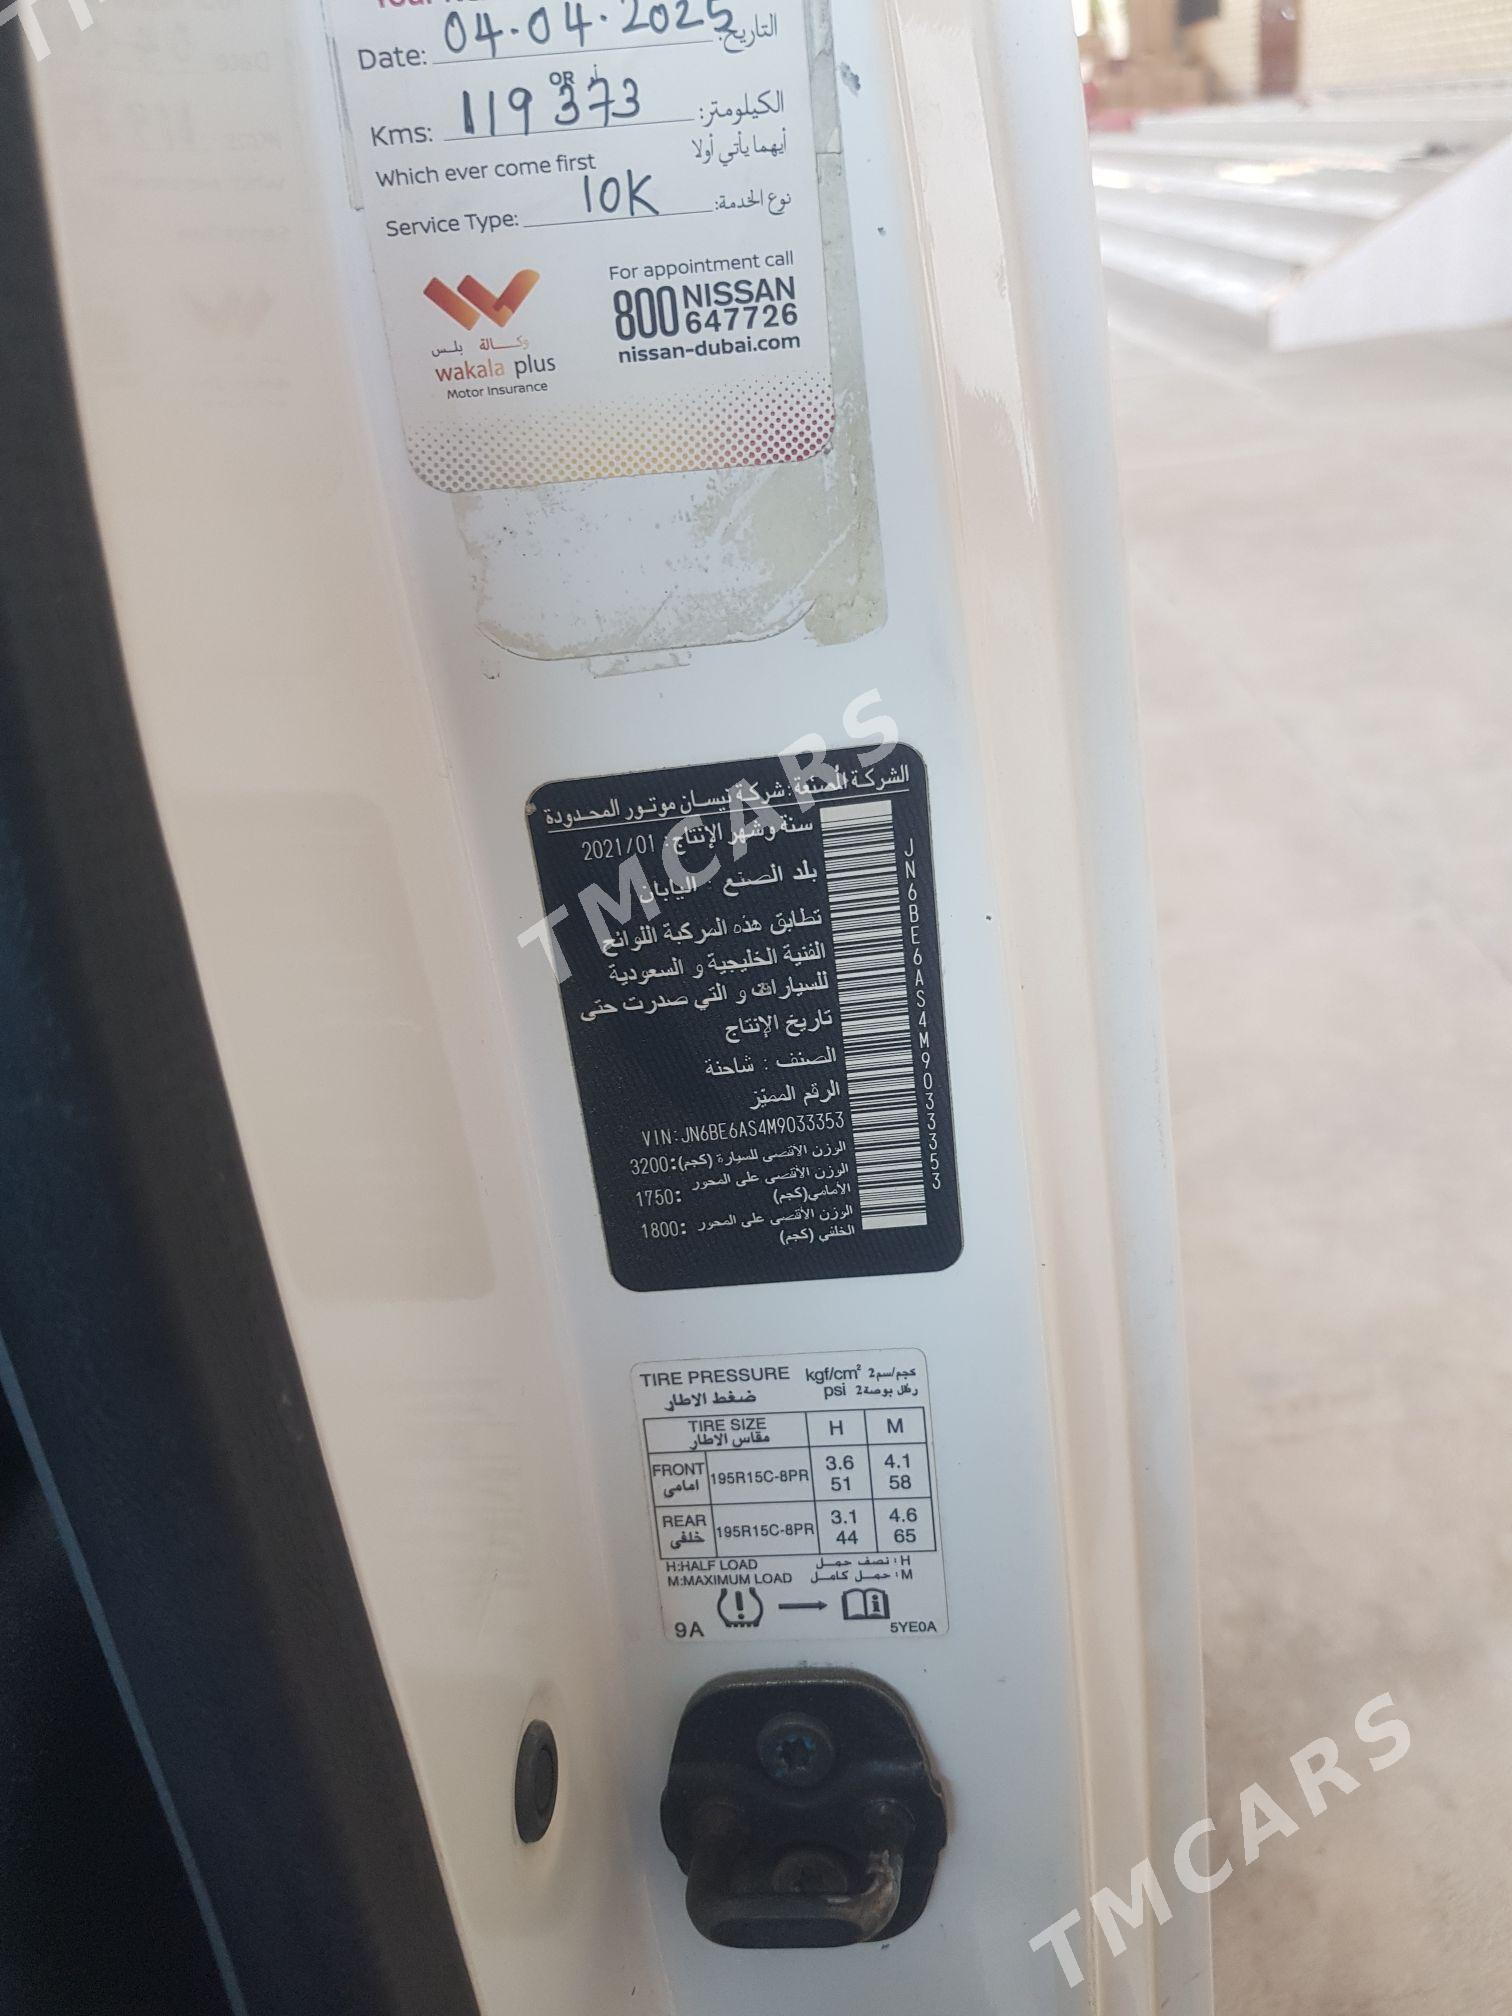 Date: 04.04.2025 التاريخ:
OR
Kms: 119 373 الكيلومتر:
Which ever come first أيهما يأتي أولا
Service Type: 10K نوع الخدمة:
For appointment call
800 NISSAN
647726
nissan-dubai.com
وكالة بلس
wakala plus
Motor Insurance
الشركة المصنعة: شركة نيسان موتور المحدودة
سنة وشهر الإنتاج: 2021/01
بلد الصنع : اليابان
تطابق هذه المركبة اللوائح
الفنية الخليجية و السعودية
للسيارات و التي صدرت حتى
تاريخ الإنتاج
الصنف : شاحنة
الرقم المميّز
VIN:JN6BE6AS4M9033353
الوزن الأقصى للسيارة (كجم):3200
الوزن الأقصى على المحور
الأمامي(كجم) :1750
الوزن الأقصى على المحور :1800
الخلفي (كجم)
JN6BE6AS4M9033353
TIRE PRESSURE kgf/cm² كجم/سم2
ضغط الاطار psi رطل بوصة2
TIRE SIZE H M
مقاس الاطار
FRONT 195R15C-8PR 3.6 4.1
امامى 51 58
REAR 195R15C-8PR 3.1 4.6
خلفى 44 65
H:HALF LOAD H: نصف حمل
M:MAXIMUM LOAD M: حمل كامل
9A 5YE0A
TMCARS
TMCARS